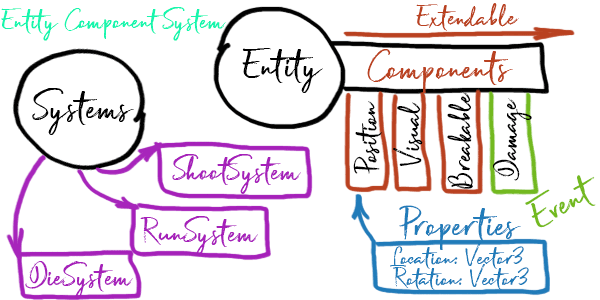 Entity Component System
Extendable
Entity
Components
Systems
Position
Visual
Breakable
Damage
Event
ShootSystem
RunSystem
DieSystem
Properties
Location: Vector3
Rotation: Vector3